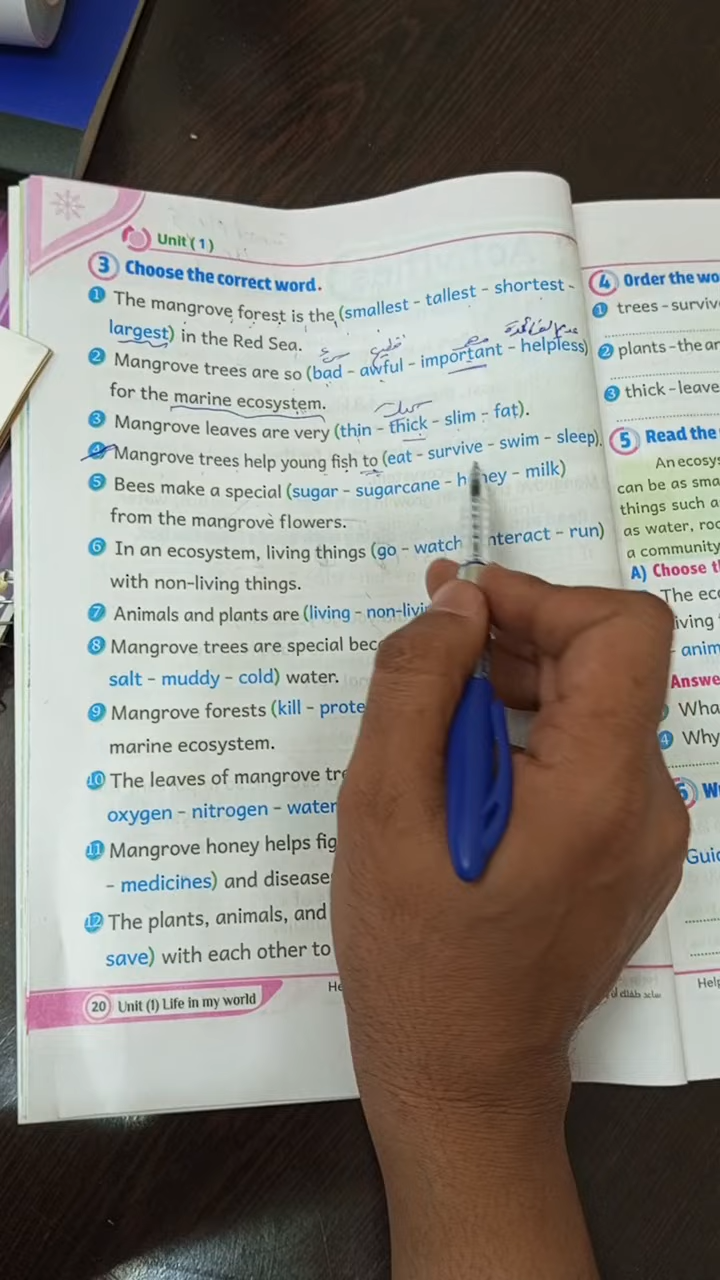 Unit (1)
3 Choose the correct word.
1 The mangrove forest is the (smallest - tallest - shortest -
largest) in the Red Sea.
2 Mangrove trees are so (bad - awful - important - helpless)
for the marine ecosystem.
3 Mangrove leaves are very (thin - thick - slim - fat).
4 Mangrove trees help young fish to (eat - survive - swim - sleep).
5 Bees make a special (sugar - sugarcane - h ney - milk)
from the mangrove flowers.
6 In an ecosystem, living things (go - watch nteract - run)
with non-living things.
7 Animals and plants are (living - non-livi
8 Mangrove trees are special bec
salt - muddy - cold) water.
9 Mangrove forests (kill - prote
marine ecosystem.
10 The leaves of mangrove tr
oxygen - nitrogen - water
11 Mangrove honey helps fig
- medicines) and disease
12 The plants, animals, and
save) with each other to
20 Unit (1) Life in my world
He
4 Order the wo
1 trees - surviv
2 plants - the ar
3 thick - leave
5 Read the
An ecosys
can be as sma
things such a
as water, roc
a community
A) Choose t
The ecc
iving
- anim
Answe
Wha
4 Why
6 W
Guic
Help